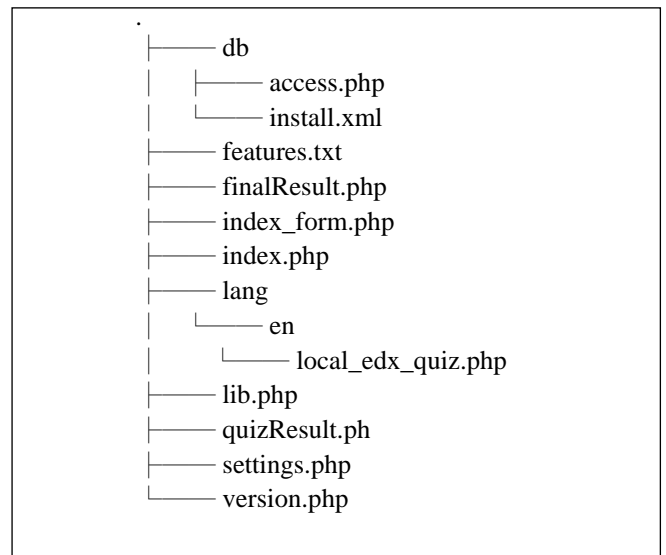 .
├── db
│   ├── access.php
│   └── install.xml
├── features.txt
├── finalResult.php
├── index_form.php
├── index.php
├── lang
│   └── en
│       └── local_edx_quiz.php
├── lib.php
├── quizResult.ph
├── settings.php
└── version.php